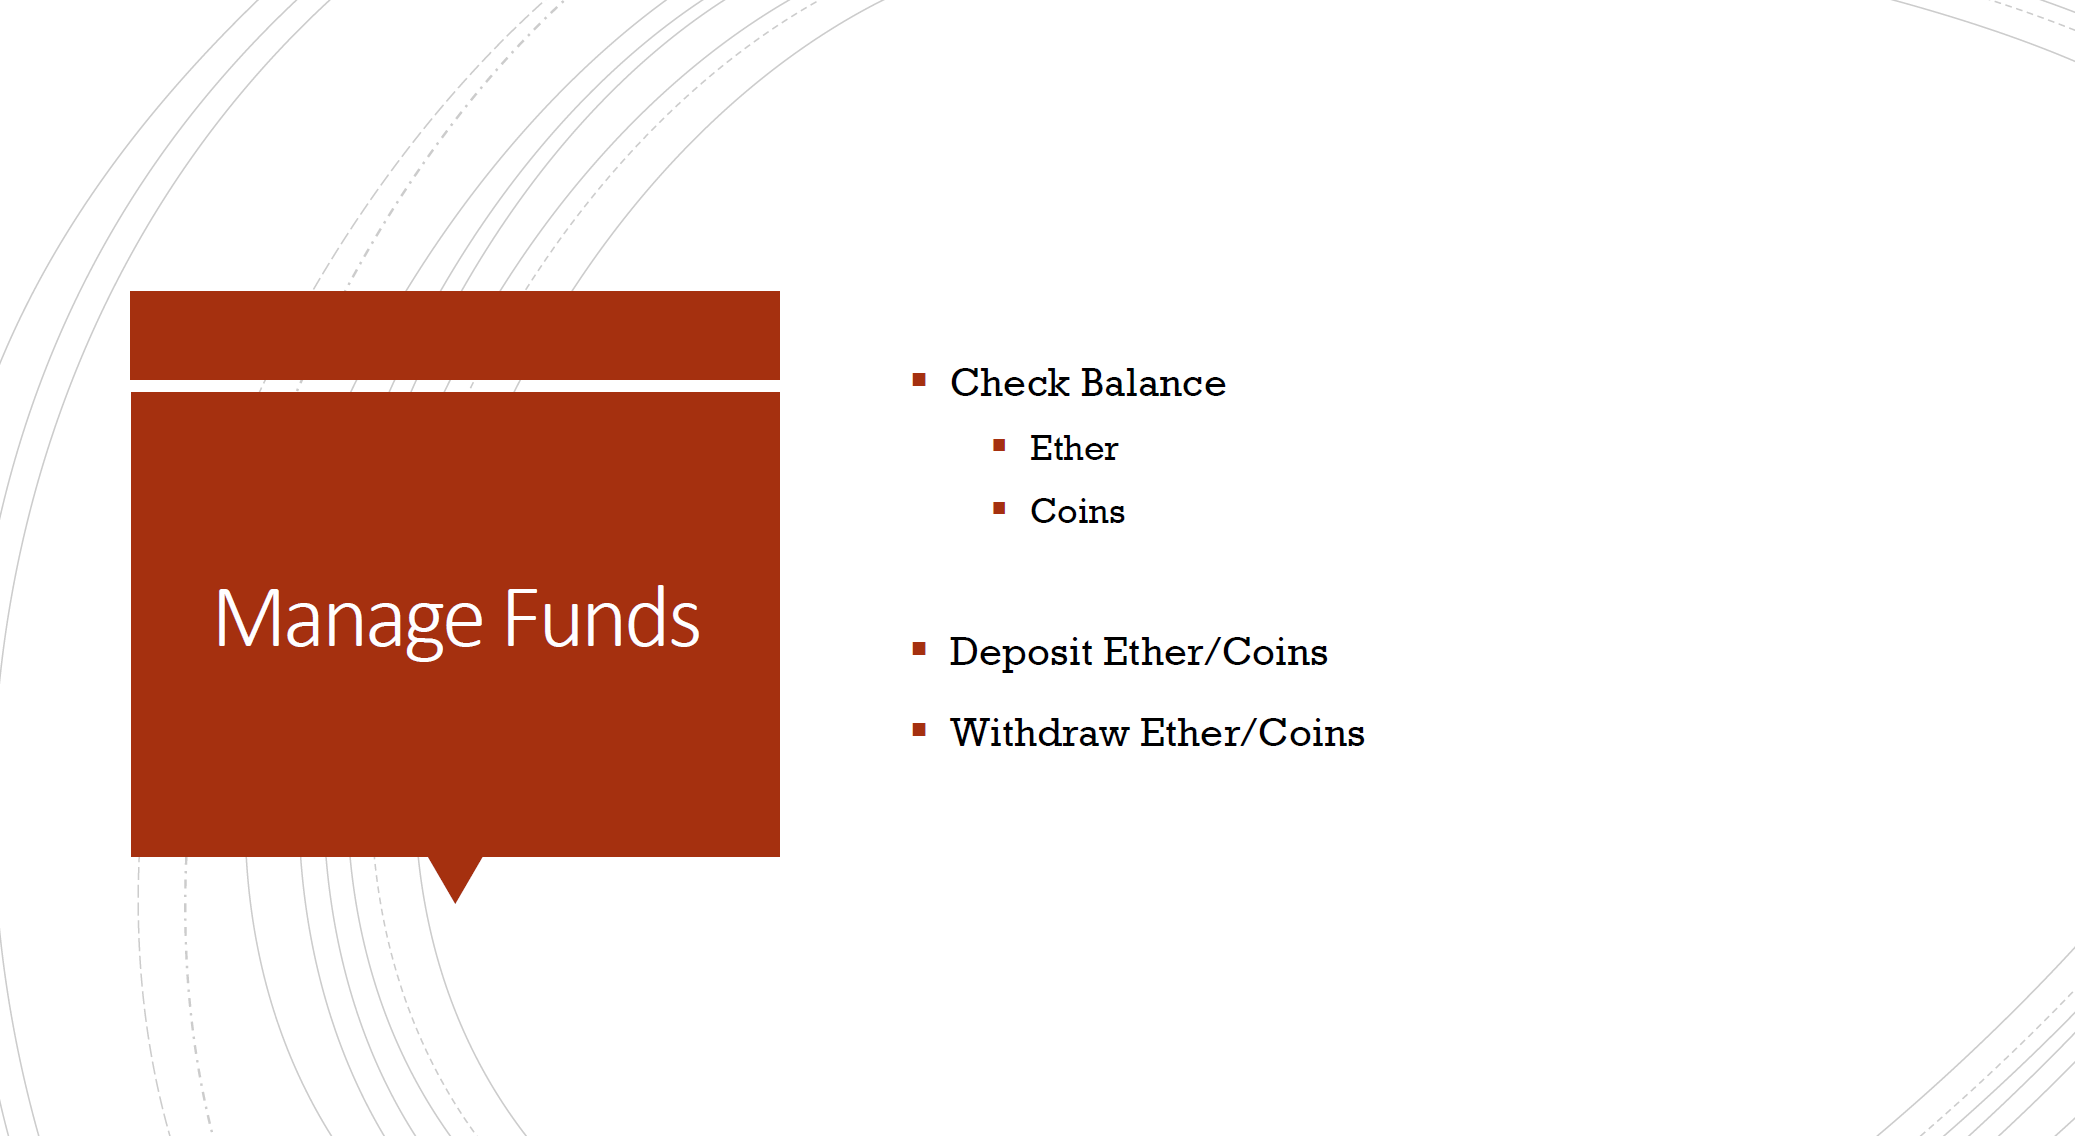 Manage Funds
Check Balance
Ether
Coins
Deposit Ether/Coins
Withdraw Ether/Coins